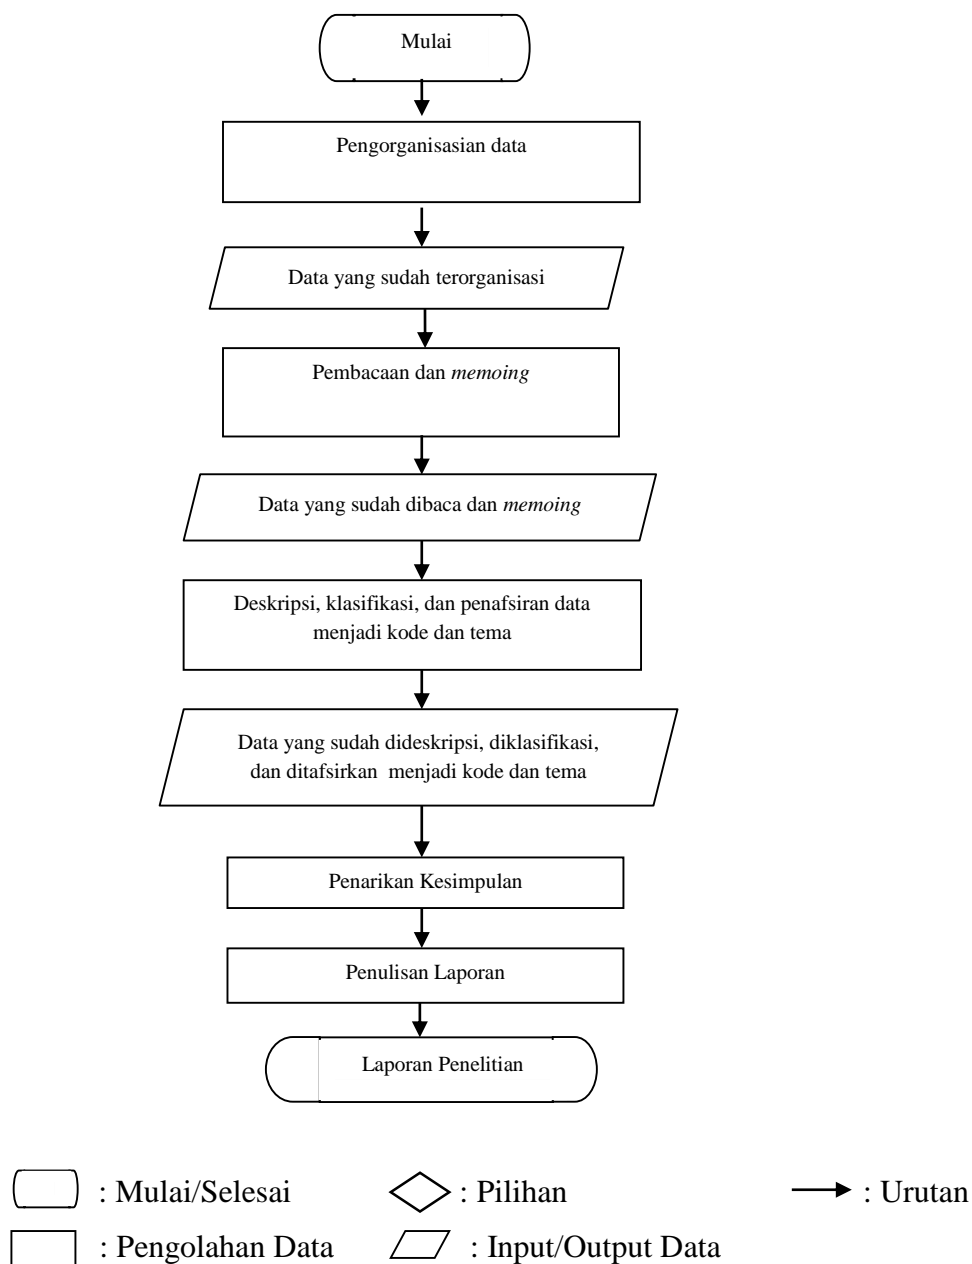 Mulai
Pengorganisasian data
Data yang sudah terorganisasi
Pembacaan dan memoing
Data yang sudah dibaca dan memoing
Deskripsi, klasifikasi, dan penafsiran data
menjadi kode dan tema
Data yang sudah dideskripsi, diklasifikasi,
dan ditafsirkan menjadi kode dan tema
Penarikan Kesimpulan
Penulisan Laporan
Laporan Penelitian
: Mulai/Selesai : Pilihan : Urutan
: Pengolahan Data : Input/Output Data